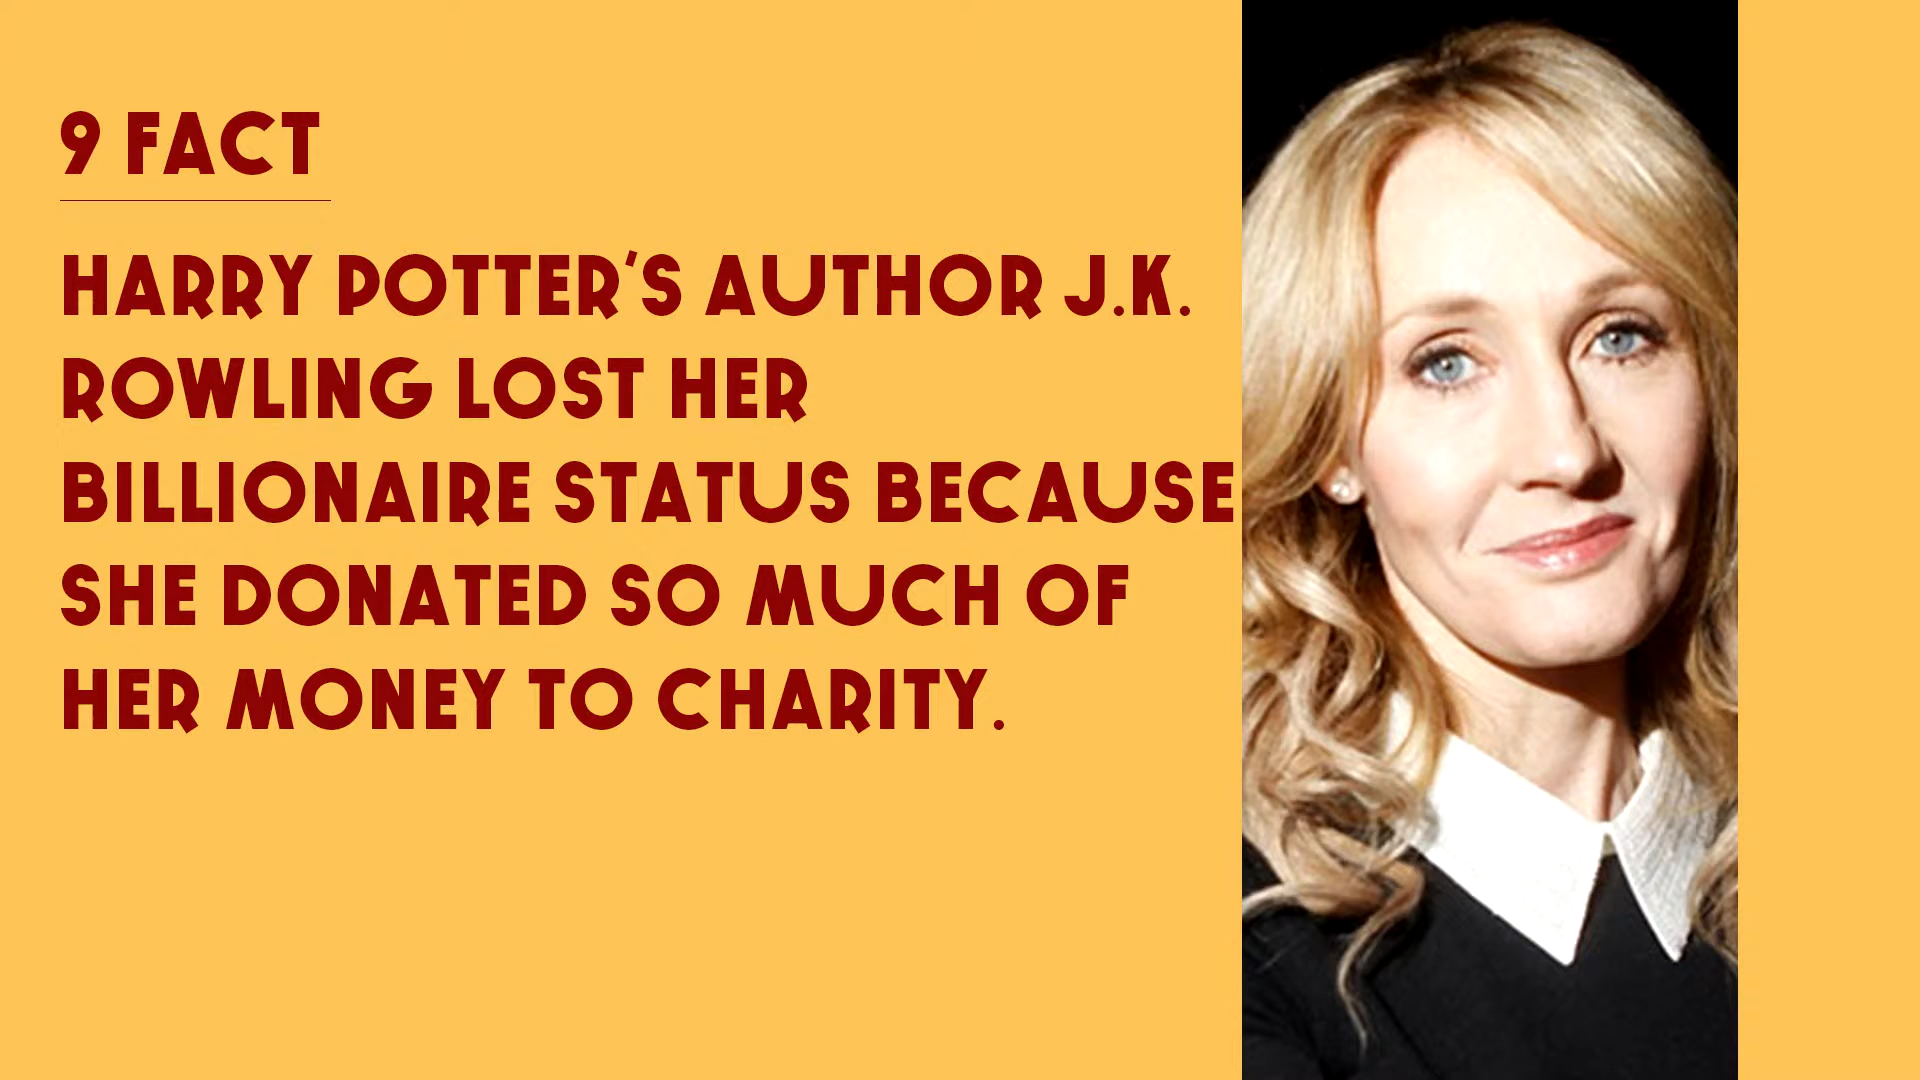 9 FACT
HARRY POTTER'S AUTHOR J.K.
ROWLING LOST HER
BILLIONAIRE STATUS BECAUSE
SHE DONATED SO MUCH OF
HER MONEY TO CHARITY.